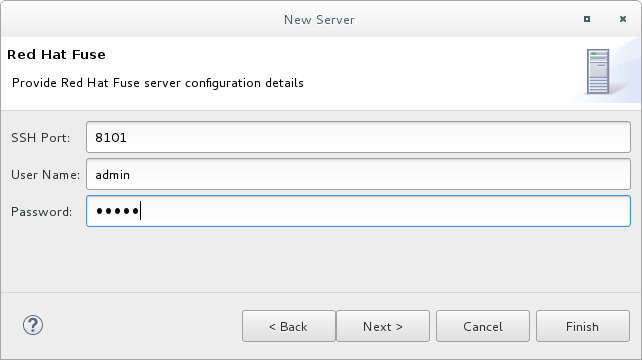 New Server
Red Hat Fuse
Provide Red Hat Fuse server configuration details
SSH Port: 8101
User Name: admin
Password: •••••
? < Back Next > Cancel Finish